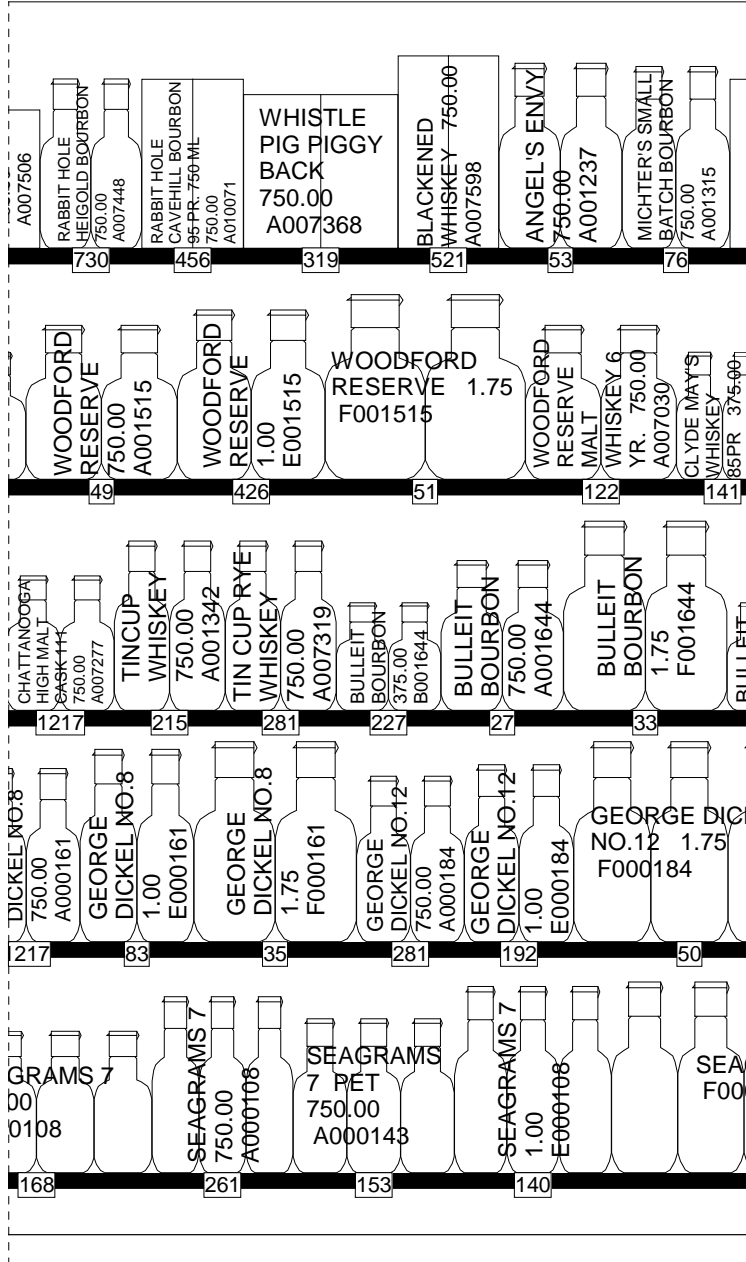 A007506
RABBIT HOLE
HEIGOLD BOURBON
750.00
A007448
RABBIT HOLE
CAVEHILL BOURBON
95 PR. 750 ML
750.00
A010071
WHISTLE
PIG PIGGY
BACK
750.00
A007368
BLACKENED
WHISKEY 750.00
A007598
ANGEL'S ENVY
750.00
A001237
MICHTER'S SMALL
BATCH BOURBON
750.00
A001315
730
456
319
521
53
76
WOODFORD
RESERVE
750.00
A001515
WOODFORD
RESERVE
1.00
E001515
WOODFORD
RESERVE 1.75
F001515
WOODFORD
RESERVE
MALT
WHISKEY 6
YR. 750.00
A007030
CLYDE MAY'S
WHISKEY
85PR 375.00
49
426
51
122
141
CHATTANOOGA
HIGH MALT
CASK 111
750.00
A007277
TINCUP
WHISKEY
750.00
A001342
TIN CUP RYE
WHISKEY
750.00
A007319
BULLEIT
BOURBON
375.00
B001644
BULLEIT
BOURBON
750.00
A001644
BULLEIT
BOURBON
1.75
F001644
BULLEIT
1217
215
281
227
27
33
DICKEL NO.8
750.00
A000161
GEORGE
DICKEL NO.8
1.00
E000161
GEORGE
DICKEL NO.8
1.75
F000161
GEORGE
DICKEL NO.12
750.00
A000184
GEORGE
DICKEL NO.12
1.00
E000184
GEORGE DICK
NO.12 1.75
F000184
1217
83
35
281
192
50
GRAMS 7
00
0108
SEAGRAMS 7
750.00
A000108
SEAGRAMS
7 PET
750.00
A000143
SEAGRAMS 7
1.00
E000108
SEA
F00
168
261
153
140